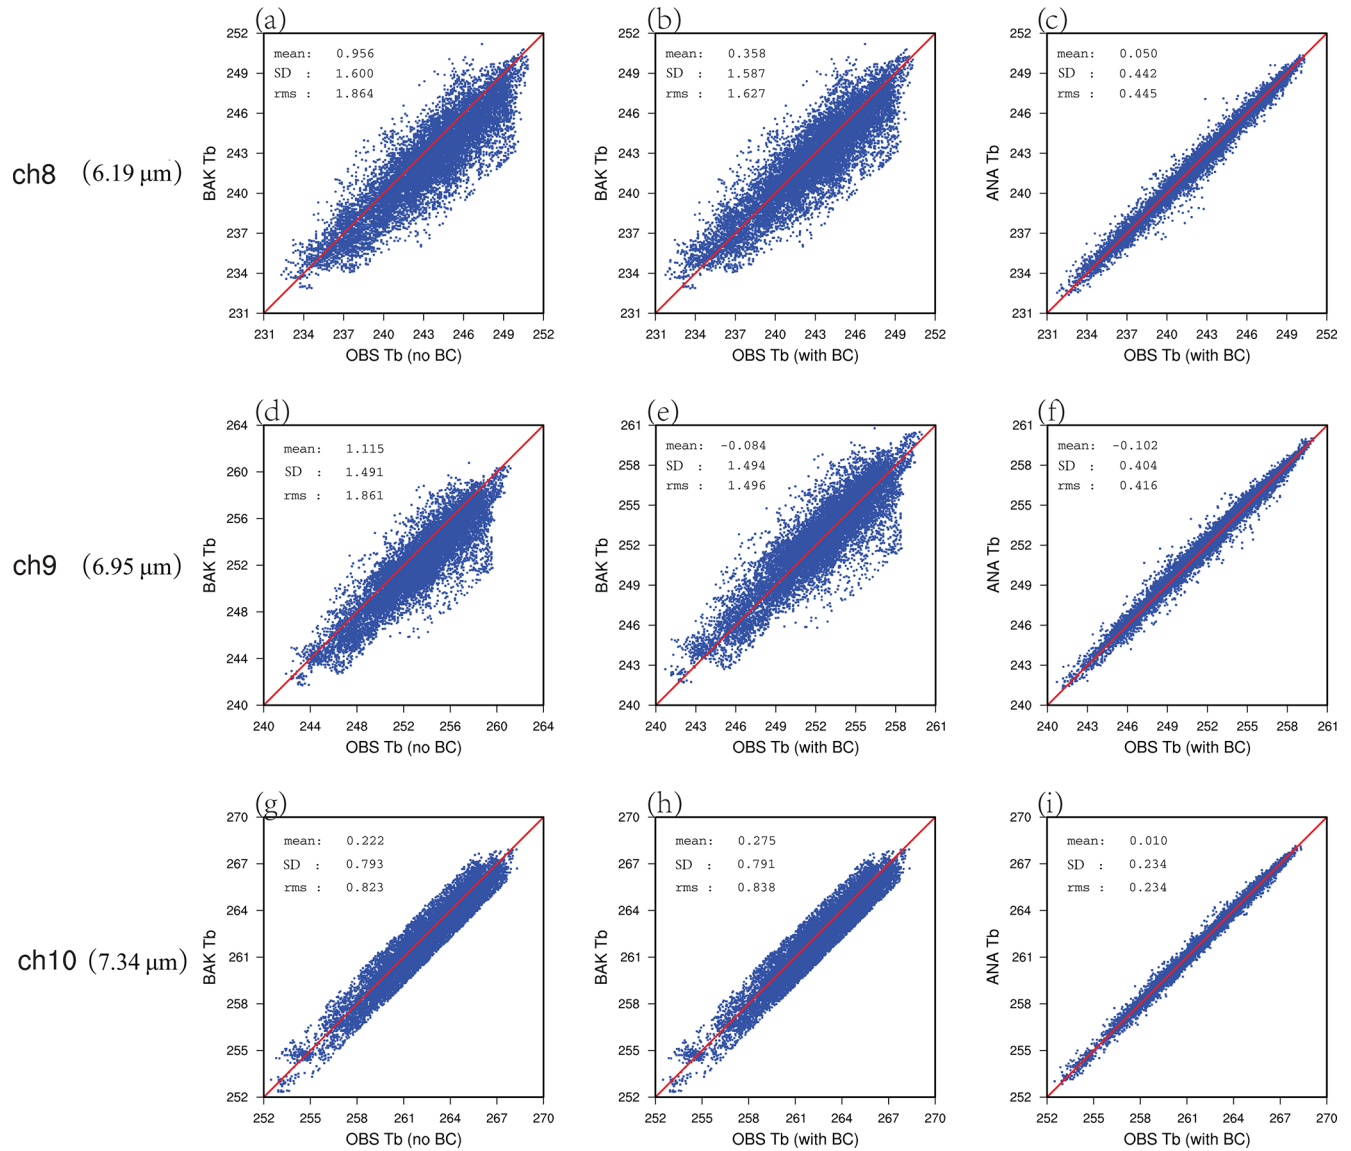 (a)
mean: 0.956
SD : 1.600
rms : 1.864
252
249
246
243
240
237
234
231
BAK Tb
231 234 237 240 243 246 249 252
OBS Tb (no BC)
(b)
mean: 0.358
SD : 1.587
rms : 1.627
252
249
246
243
240
237
234
231
BAK Tb
231 234 237 240 243 246 249 252
OBS Tb (with BC)
(c)
mean: 0.050
SD : 0.442
rms : 0.445
252
249
246
243
240
237
234
231
ANA Tb
231 234 237 240 243 246 249 252
OBS Tb (with BC)
ch8 (6.19 μm)
(d)
mean: 1.115
SD : 1.491
rms : 1.861
264
260
256
252
248
244
240
BAK Tb
240 244 248 252 256 260 264
OBS Tb (no BC)
(e)
mean: -0.084
SD : 1.494
rms : 1.496
261
258
255
252
249
246
243
240
BAK Tb
240 243 246 249 252 255 258 261
OBS Tb (with BC)
(f)
mean: -0.102
SD : 0.404
rms : 0.416
261
258
255
252
249
246
243
240
ANA Tb
240 243 246 249 252 255 258 261
OBS Tb (with BC)
ch9 (6.95 μm)
(g)
mean: 0.222
SD : 0.793
rms : 0.823
270
267
264
261
258
255
252
BAK Tb
252 255 258 261 264 267 270
OBS Tb (no BC)
(h)
mean: 0.275
SD : 0.791
rms : 0.838
270
267
264
261
258
255
252
BAK Tb
252 255 258 261 264 267 270
OBS Tb (with BC)
(i)
mean: 0.010
SD : 0.234
rms : 0.234
270
267
264
261
258
255
252
ANA Tb
252 255 258 261 264 267 270
OBS Tb (with BC)
ch10 (7.34 μm)